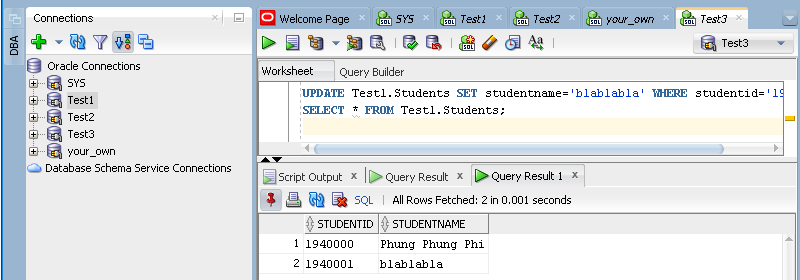 Connections
DBA
Oracle Connections
SYS
Test1
Test2
Test3
your_own
Database Schema Service Connections
Welcome Page
SYS
Test1
Test2
your_own
Test3
Aa
Test3
Worksheet
Query Builder
UPDATE Test1.Students SET studentname='blablabla' WHERE studentid='19
SELECT * FROM Test1.Students;
Script Output
Query Result
Query Result 1
SQL
All Rows Fetched: 2 in 0.001 seconds
STUDENTID
STUDENTNAME
1 1940000 Phung Phung Phi
2 1940001 blablabla